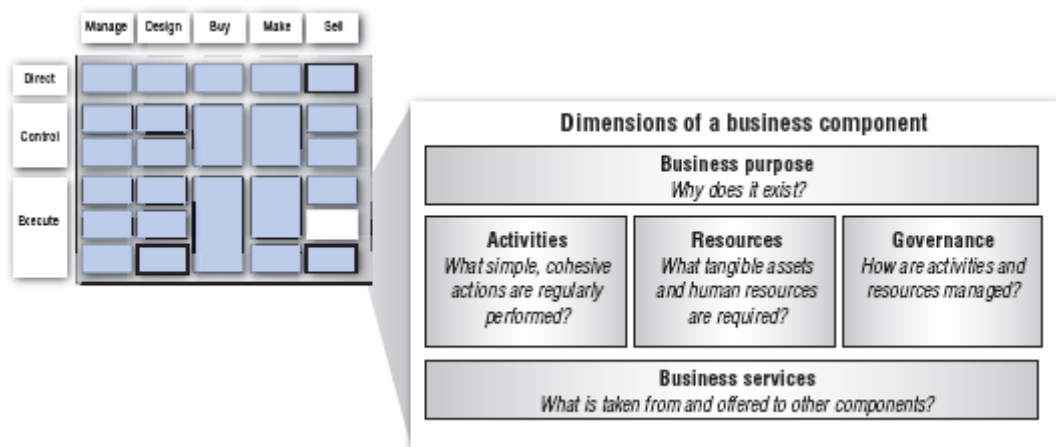 Manage Design Buy Make Sell
Direct
Control
Execute
Dimensions of a business component
Business purpose
Why does it exist?
Activities
What simple, cohesive
actions are regularly
performed?
Resources
What tangible assets
and human resources
are required?
Governance
How are activities and
resources managed?
Business services
What is taken from and offered to other components?